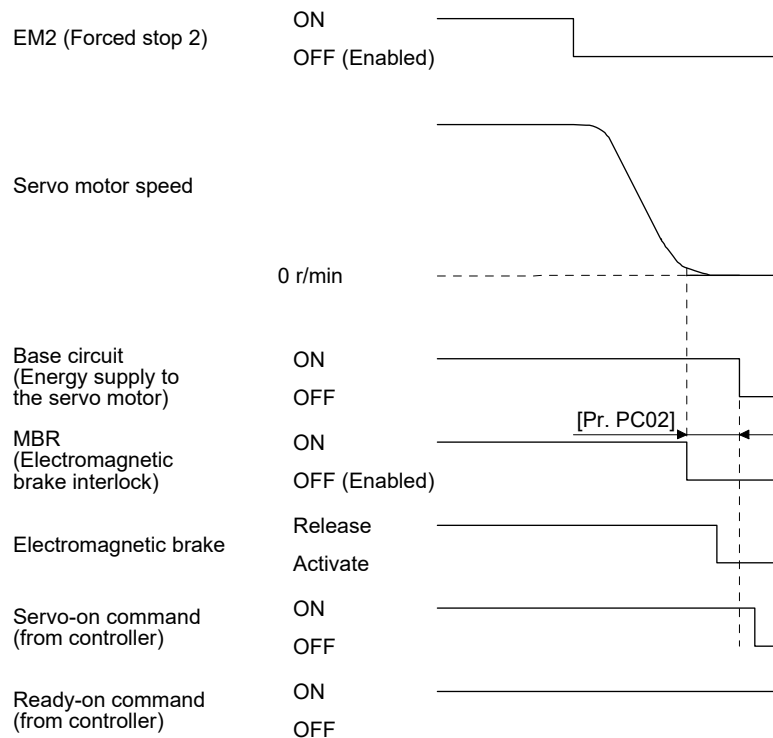 EM2 (Forced stop 2)
ON
OFF (Enabled)
Servo motor speed
0 r/min
Base circuit
(Energy supply to
the servo motor)
ON
OFF
[Pr. PC02]
MBR
(Electromagnetic
brake interlock)
ON
OFF (Enabled)
Electromagnetic brake
Release
Activate
Servo-on command
(from controller)
ON
OFF
Ready-on command
(from controller)
ON
OFF